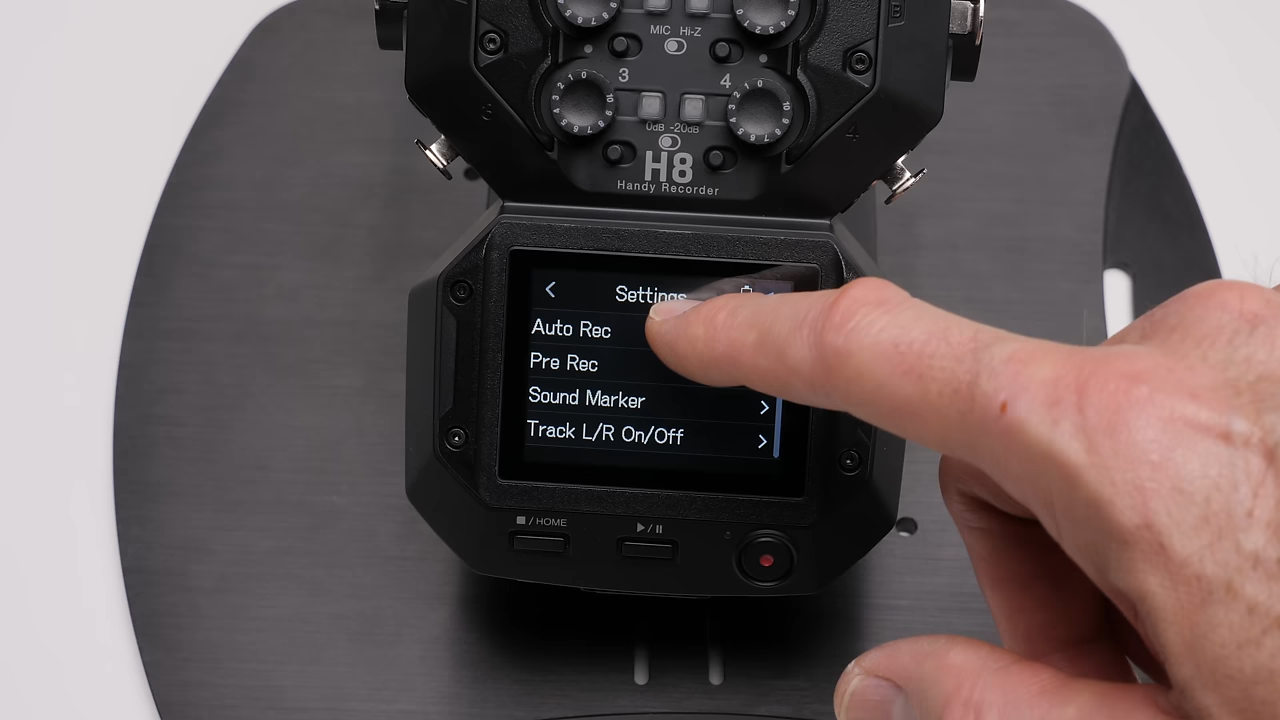 MIC Hi-Z
3 4
0dB -20dB
H8
Handy Recorder
Settings
Auto Rec
Pre Rec
Sound Marker
Track L/R On/Off
/ HOME
/